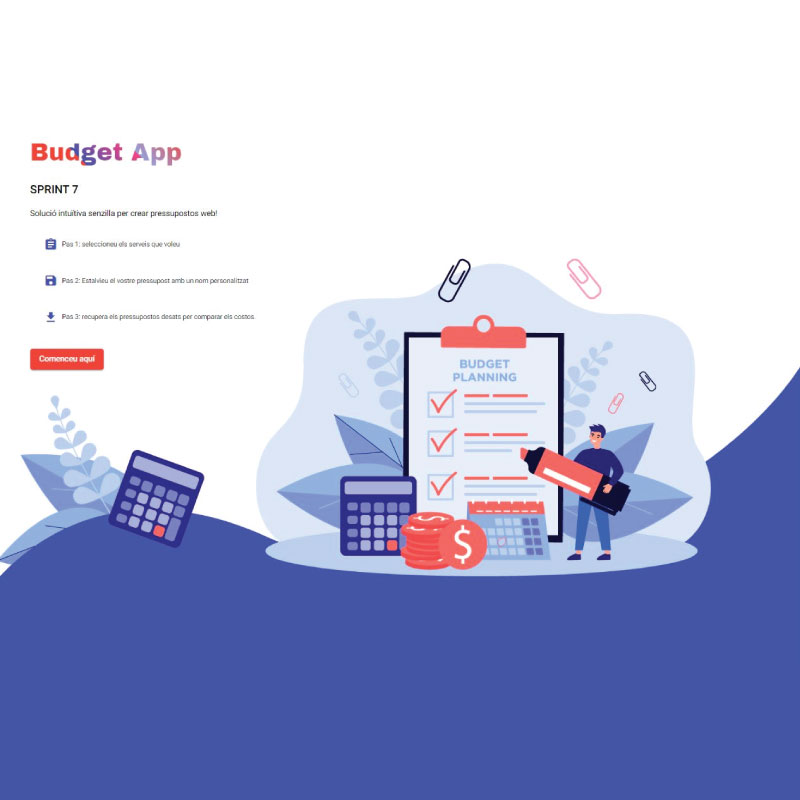 Budget App
SPRINT 7
Solució intuïtiva senzilla per crear pressupostos web!
Pas 1: seleccioneu els serveis que voleu
Pas 2: Estalvieu el vostre pressupost amb un nom personalitzat
Pas 3: recupera els pressupostos desats per comparar els costos.
Comenceu aquí
BUDGET
PLANNING
$